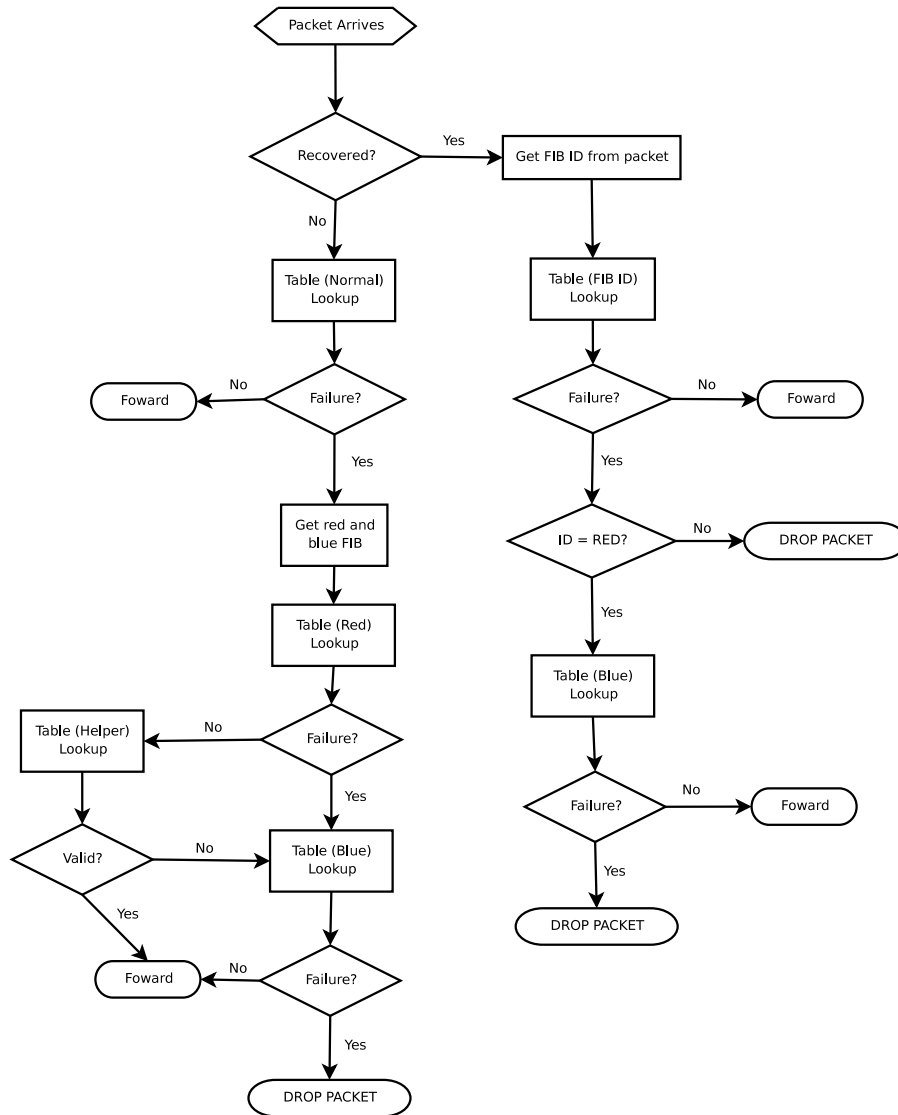 Packet Arrives
Recovered?
Yes
Get FIB ID from packet
No
Table (Normal)
Lookup
Table (FIB ID)
Lookup
Failure?
No
Foward
Failure?
No
Foward
Yes
Yes
Get red and
blue FIB
ID = RED?
No
DROP PACKET
Table (Red)
Lookup
Yes
Table (Blue)
Lookup
Table (Helper)
Lookup
No
Failure?
Yes
Failure?
No
Foward
Valid?
No
Table (Blue)
Lookup
Yes
DROP PACKET
Yes
Foward
No
Failure?
Yes
DROP PACKET